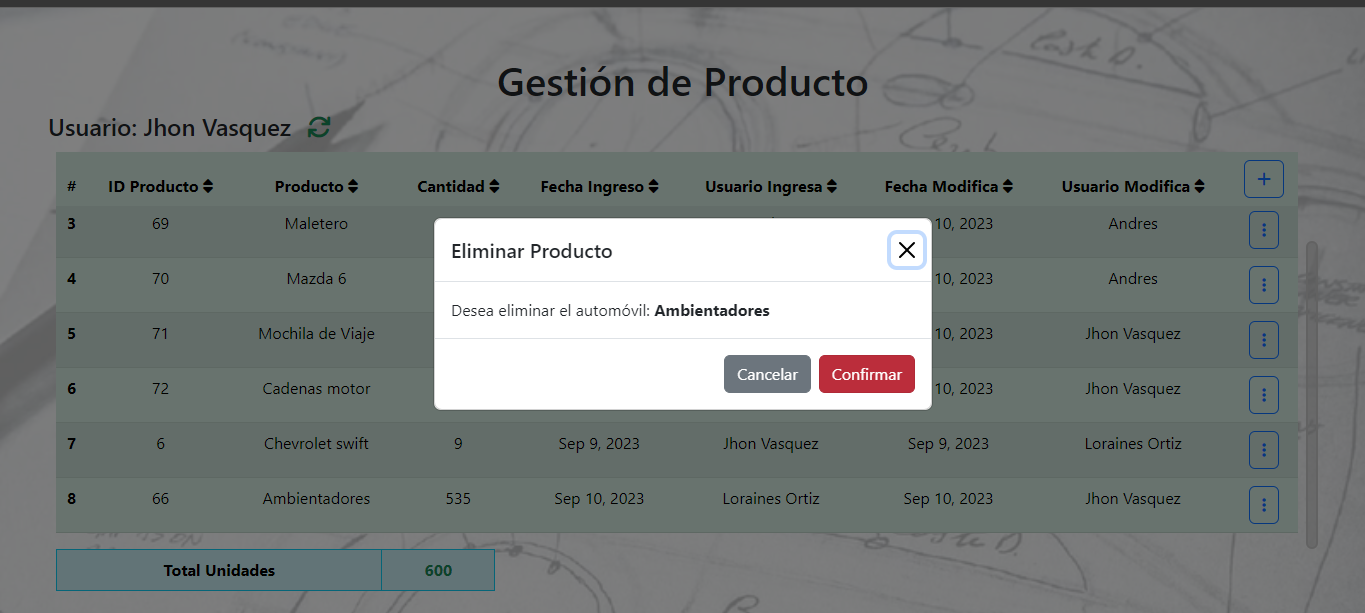 Gestión de Producto
Usuario: Jhon Vasquez
# ID Producto Producto Cantidad Fecha Ingreso Usuario Ingresa Fecha Modifica Usuario Modifica +
3 69 Maletero 10, 2023 Andres
4 70 Mazda 6 10, 2023 Andres
5 71 Mochila de Viaje 10, 2023 Jhon Vasquez
6 72 Cadenas motor 10, 2023 Jhon Vasquez
7 6 Chevrolet swift 9 Sep 9, 2023 Jhon Vasquez Sep 9, 2023 Loraines Ortiz
8 66 Ambientadores 535 Sep 10, 2023 Loraines Ortiz Sep 10, 2023 Jhon Vasquez
Eliminar Producto
Desea eliminar el automóvil: Ambientadores
Cancelar Confirmar
Total Unidades 600